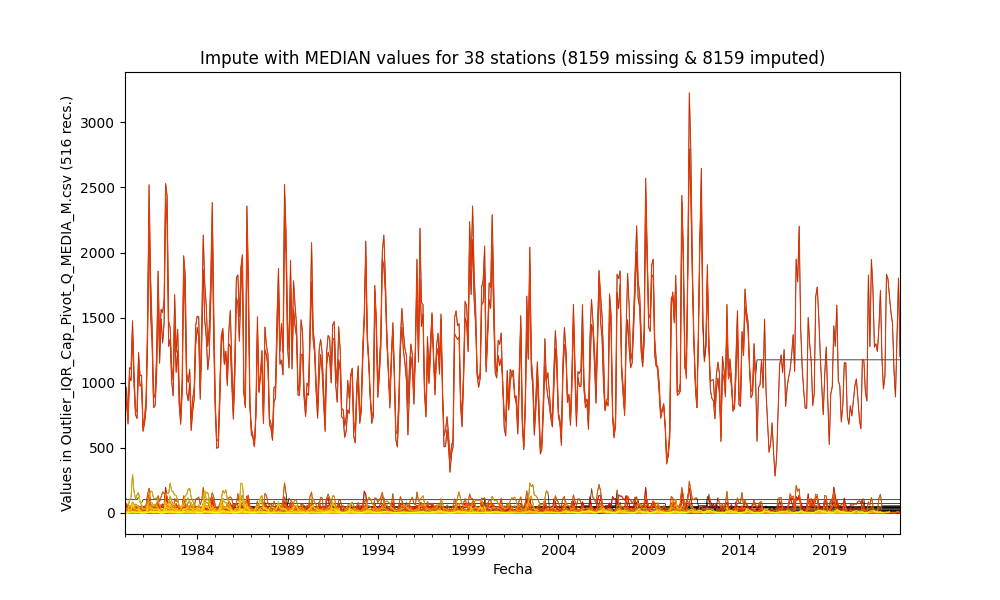 Impute with MEDIAN values for 38 stations (8159 missing & 8159 imputed)
Values in Outlier_IQR_Cap_Pivot_Q_MEDIA_M.csv (516 recs.)
3000
2500
2000
1500
1000
500
0
1984 1989 1994 1999 2004 2009 2014 2019
Fecha